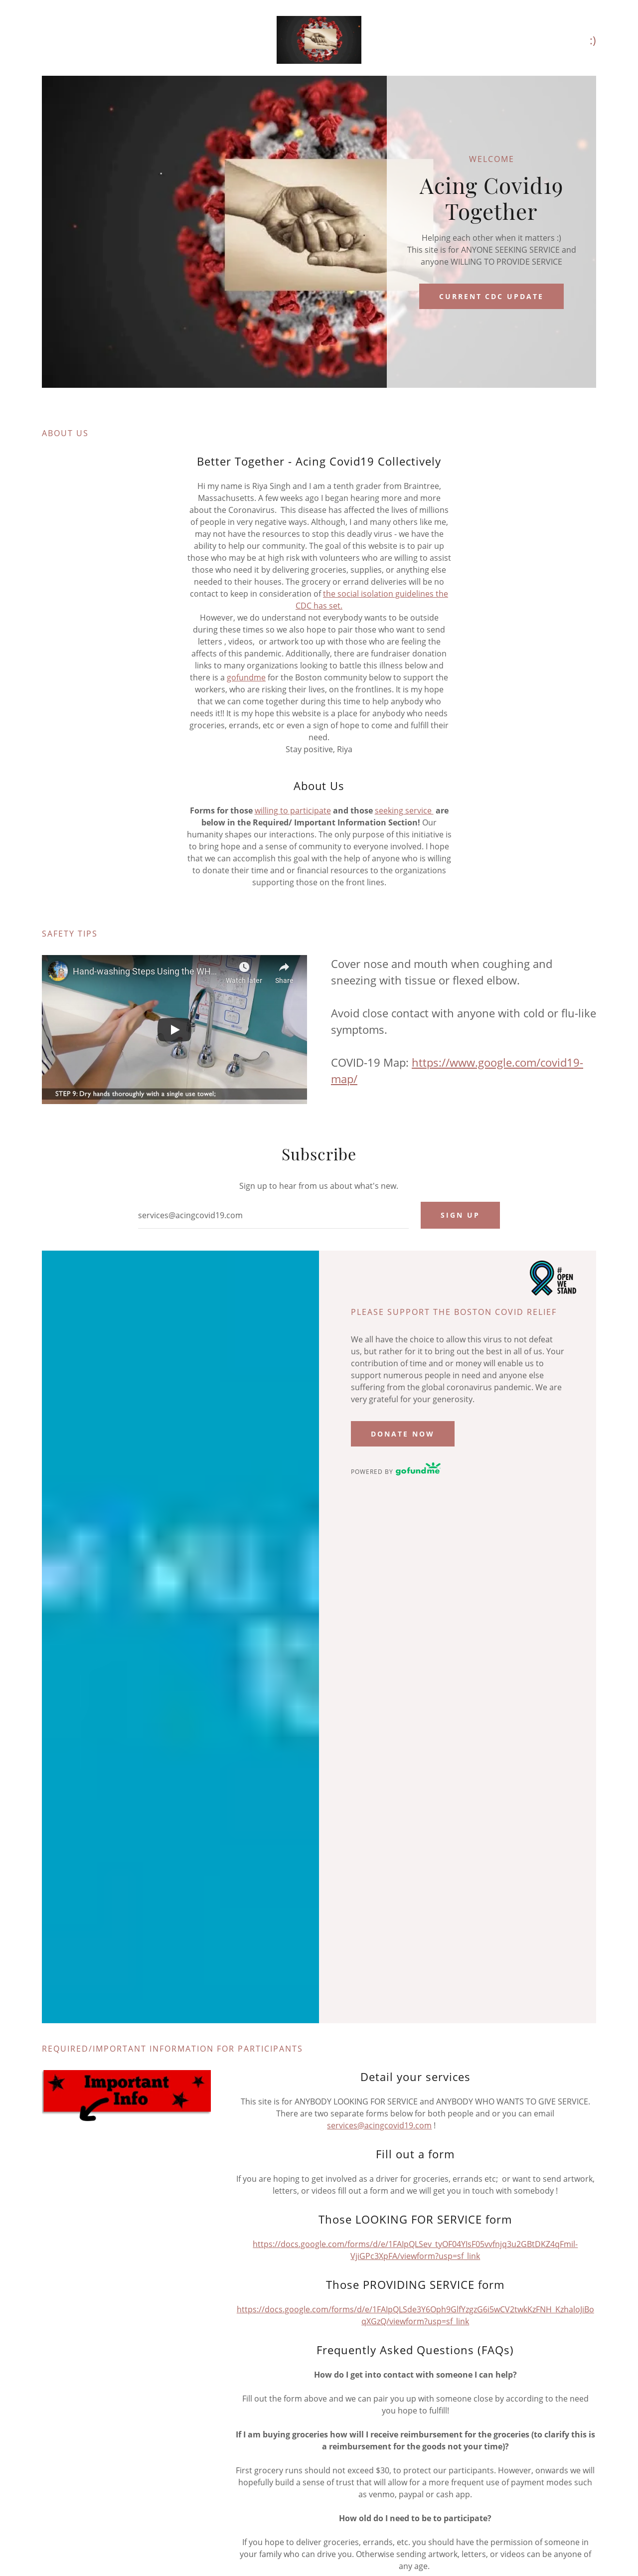 :)
WELCOME
Acing Covid19
Together
Helping each other when it matters :)
This site is for ANYONE SEEKING SERVICE and
anyone WILLING TO PROVIDE SERVICE
CURRENT CDC UPDATE
ABOUT US
Better Together - Acing Covid19 Collectively
Hi my name is Riya Singh and I am a tenth grader from Braintree,
Massachusetts. A few weeks ago I began hearing more and more
about the Coronavirus.  This disease has affected the lives of millions
of people in very negative ways. Although, I and many others like me,
may not have the resources to stop this deadly virus - we have the
ability to help our community. The goal of this website is to pair up
those who may be at high risk with volunteers who are willing to assist
those who need it by delivering groceries, supplies, or anything else
needed to their houses. The grocery or errand deliveries will be no
contact to keep in consideration of the social isolation guidelines the
CDC has set.
However, we do understand not everybody wants to be outside
during these times so we also hope to pair those who want to send
letters , videos,  or artwork too up with those who are feeling the
affects of this pandemic. Additionally, there are fundraiser donation
links to many organizations looking to battle this illness below and
there is a gofundme for the Boston community below to support the
workers, who are risking their lives, on the frontlines. It is my hope
that we can come together during this time to help anybody who
needs it!! It is my hope this website is a place for anybody who needs
groceries, errands, etc or even a sign of hope to come and fulfill their
need.
Stay positive, Riya
About Us
Forms for those willing to participate and those seeking service  are
below in the Required/ Important Information Section! Our
humanity shapes our interactions. The only purpose of this initiative is
to bring hope and a sense of community to everyone involved. I hope
that we can accomplish this goal with the help of anyone who is willing
to donate their time and or financial resources to the organizations
supporting those on the front lines.
SAFETY TIPS
Hand-washing Steps Using the WH...
Watch later
Share
STEP 9: Dry hands thoroughly with a single use towel;
Cover nose and mouth when coughing and
sneezing with tissue or flexed elbow.
Avoid close contact with anyone with cold or flu-like
symptoms.
COVID-19 Map: https://www.google.com/covid19-
map/
Subscribe
Sign up to hear from us about what's new.
services@acingcovid19.com
SIGN UP
#
OPEN
WE
STAND
PLEASE SUPPORT THE BOSTON COVID RELIEF
We all have the choice to allow this virus to not defeat
us, but rather for it to bring out the best in all of us. Your
contribution of time and or money will enable us to
support numerous people in need and anyone else
suffering from the global coronavirus pandemic. We are
very grateful for your generosity.
DONATE NOW
POWERED BY gofundme
REQUIRED/IMPORTANT INFORMATION FOR PARTICIPANTS
Important
Info
Detail your services
This site is for ANYBODY LOOKING FOR SERVICE and ANYBODY WHO WANTS TO GIVE SERVICE.
There are two separate forms below for both people and or you can email
services@acingcovid19.com !
Fill out a form
If you are hoping to get involved as a driver for groceries, errands etc;  or want to send artwork,
letters, or videos fill out a form and we will get you in touch with somebody !
Those LOOKING FOR SERVICE form
https://docs.google.com/forms/d/e/1FAIpQLSev_tyOF04YIsF05vvfnjq3u2GBtDKZ4qFmil-
VjiGPc3XpFA/viewform?usp=sf_link
Those PROVIDING SERVICE form
https://docs.google.com/forms/d/e/1FAIpQLSde3Y6Oph9GlfYzgzG6i5wCV2twkKzFNH_KzhaloJiBo
qXGzQ/viewform?usp=sf_link
Frequently Asked Questions (FAQs)
How do I get into contact with someone I can help?
Fill out the form above and we can pair you up with someone close by according to the need
you hope to fulfill!
If I am buying groceries how will I receive reimbursement for the groceries (to clarify this is
a reimbursement for the goods not your time)?
First grocery runs should not exceed $30, to protect our participants. However, onwards we will
hopefully build a sense of trust that will allow for a more frequent use of payment modes such
as venmo, paypal or cash app.
How old do I need to be to participate?
If you hope to deliver groceries, errands, etc. you should have the permission of someone in
your family who can drive you. Otherwise sending artwork, letters, or videos can be anyone of
any age.